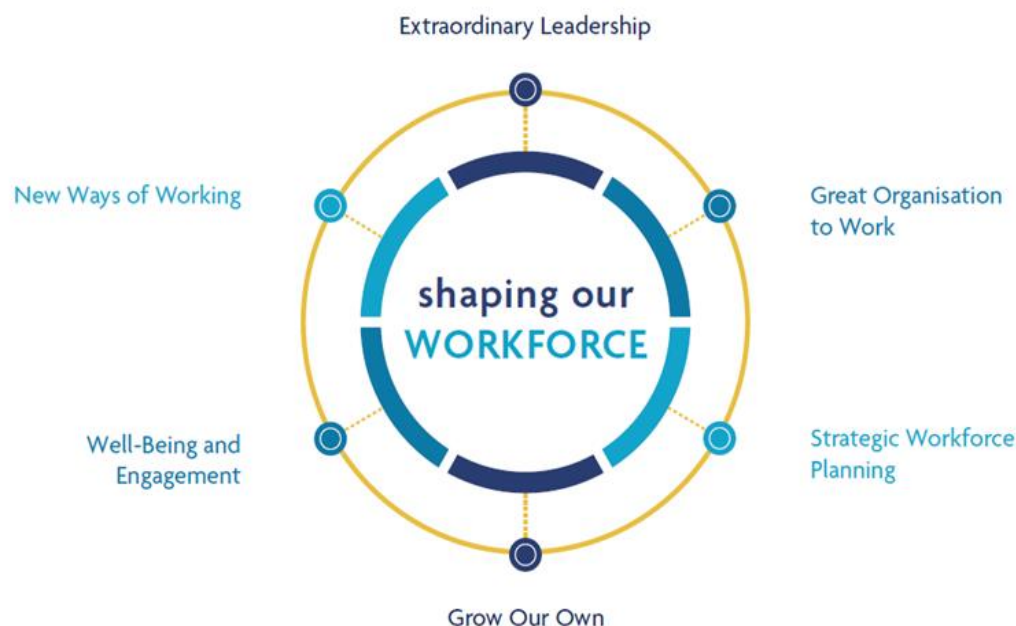 Extraordinary Leadership
New Ways of Working
Great Organisation
to Work
shaping our
WORKFORCE
Well-Being and
Engagement
Strategic Workforce
Planning
Grow Our Own